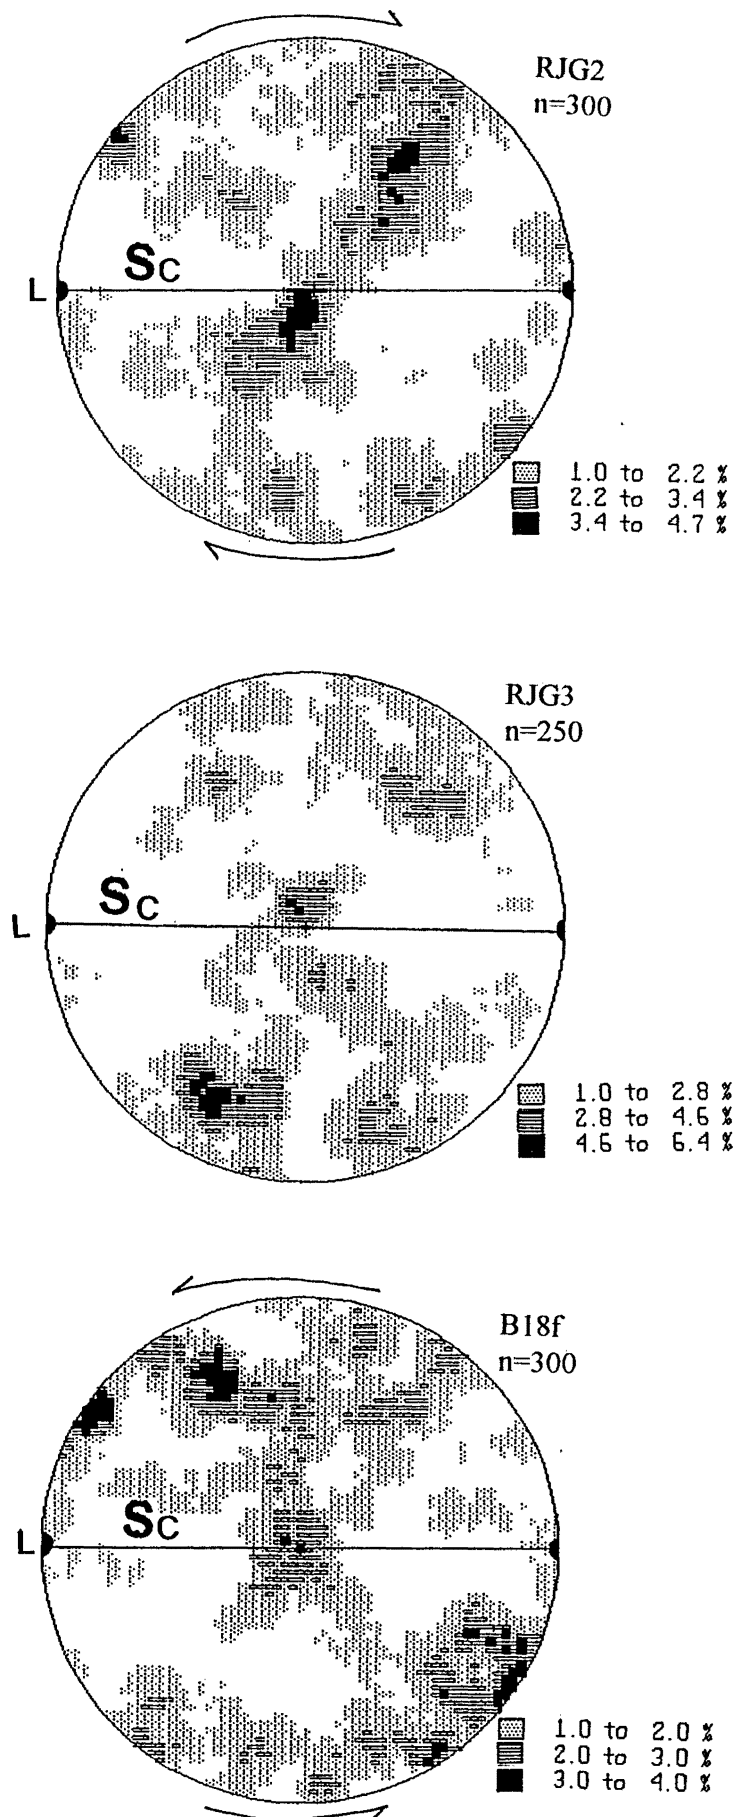 RJG2
n=300
SC
L
1.0 to 2.2 %
2.2 to 3.4 %
3.4 to 4.7 %
RJG3
n=250
SC
L
1.0 to 2.8 %
2.8 to 4.6 %
4.6 to 6.4 %
B18f
n=300
SC
L
1.0 to 2.0 %
2.0 to 3.0 %
3.0 to 4.0 %